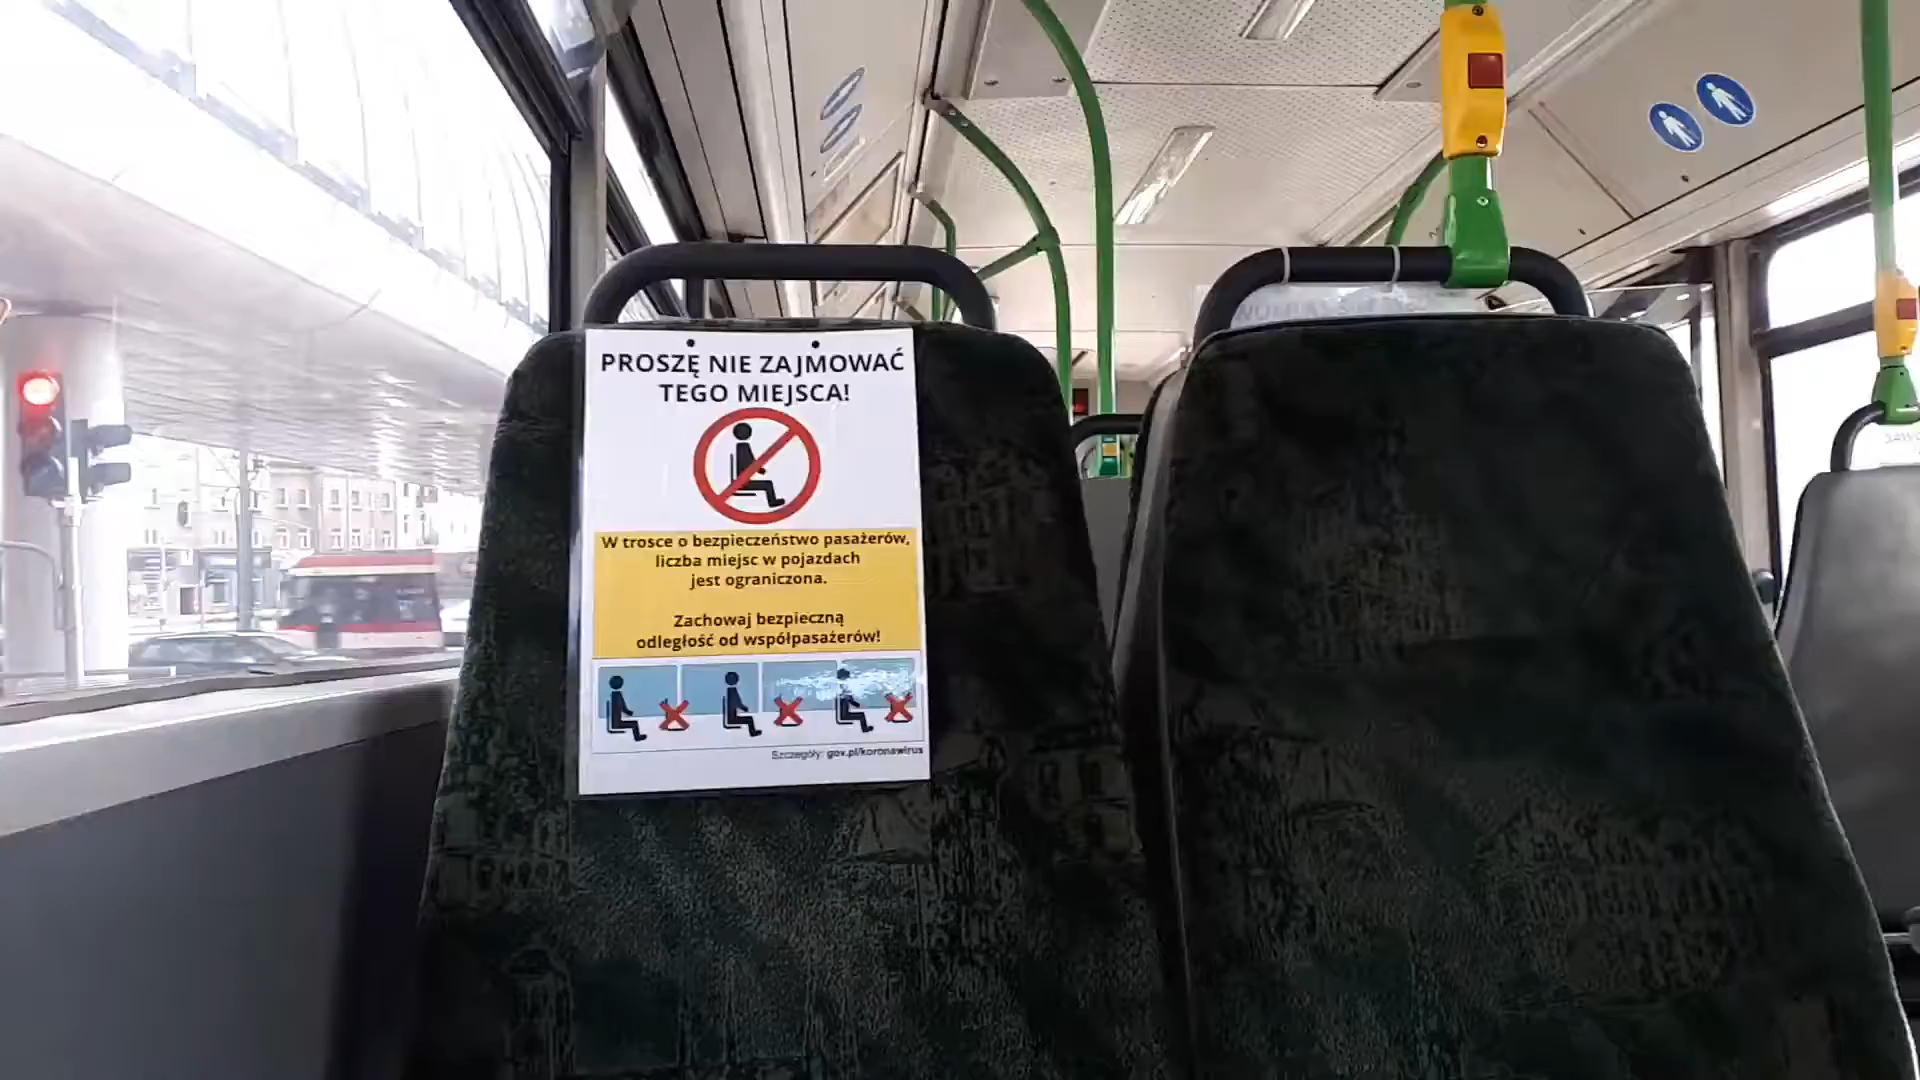 PROSZĘ NIE ZAJMOWAĆ
TEGO MIEJSCA!
W trosce o bezpieczeństwo pasażerów,
liczba miejsc w pojazdach
jest ograniczona.
Zachowaj bezpieczną
odległość od współpasażerów!
Szczegóły: gov.pl/koronawirus